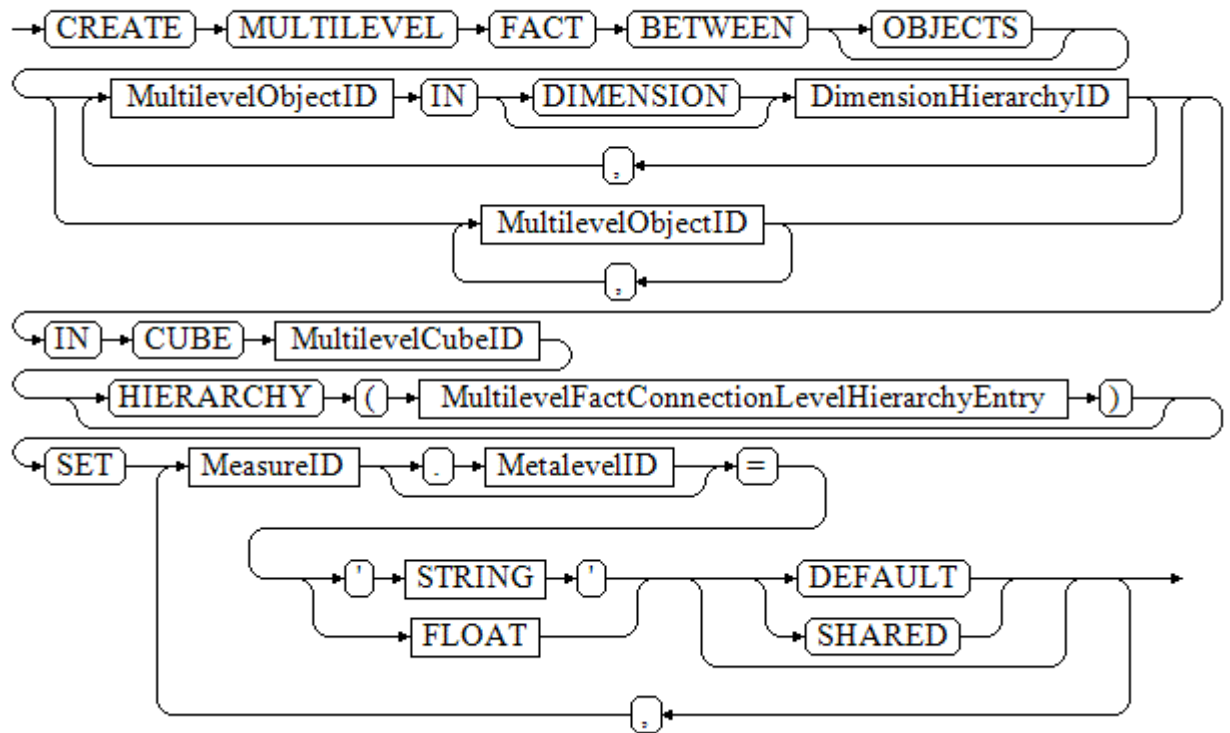 CREATE MULTILEVEL FACT BETWEEN OBJECTS
MultilevelObjectID IN DIMENSION DimensionHierarchyID
,
MultilevelObjectID
,
IN CUBE MultilevelCubeID
HIERARCHY ( MultilevelFactConnectionLevelHierarchyEntry )
SET MeasureID . MetalevelID =
' STRING ' DEFAULT
FLOAT SHARED
,